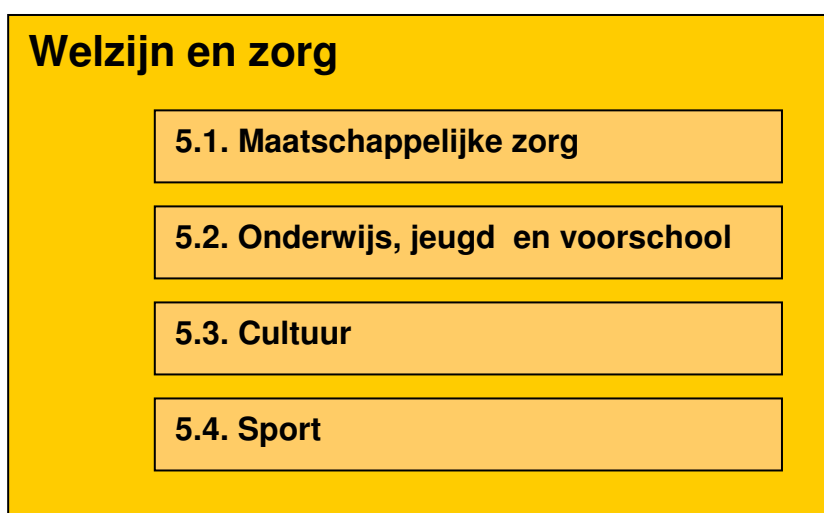 Welzijn en zorg
5.1. Maatschappelijke zorg
5.2. Onderwijs, jeugd  en voorschool
5.3. Cultuur
5.4. Sport